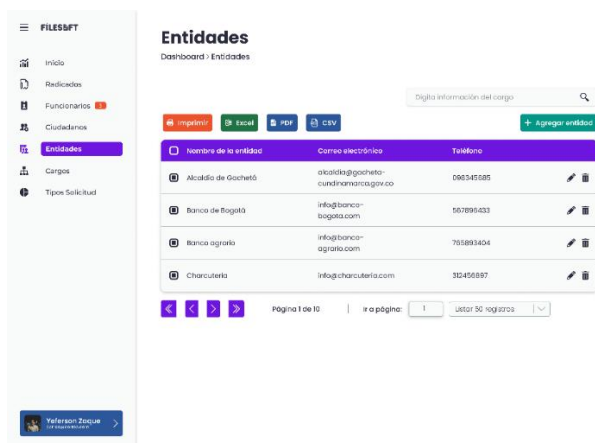 FILESSFT
Inicio
Radicados
Funcionarios
Ciudadanos
Entidades
Cargos
Tipos Solicitud
Yeferson Zaque
Entidades
Dashboard > Entidades
Digita información del cargo
Imprimir Excel PDF CSV + Agregar entidad
Nombre de la entidad Correo electrónico Teléfono
Alcaldía de Gachetá alcaldia@gacheta-
cundinamarca.gov.co 098345685
Banco de Bogotá info@banco-
bogota.com 567896433
Banco agrario info@banco-
agrario.com 765893404
Charcuteria info@charcuteria.com 312456897
Página 1 de 10 | Ir a página: 1 Listar 50 registros